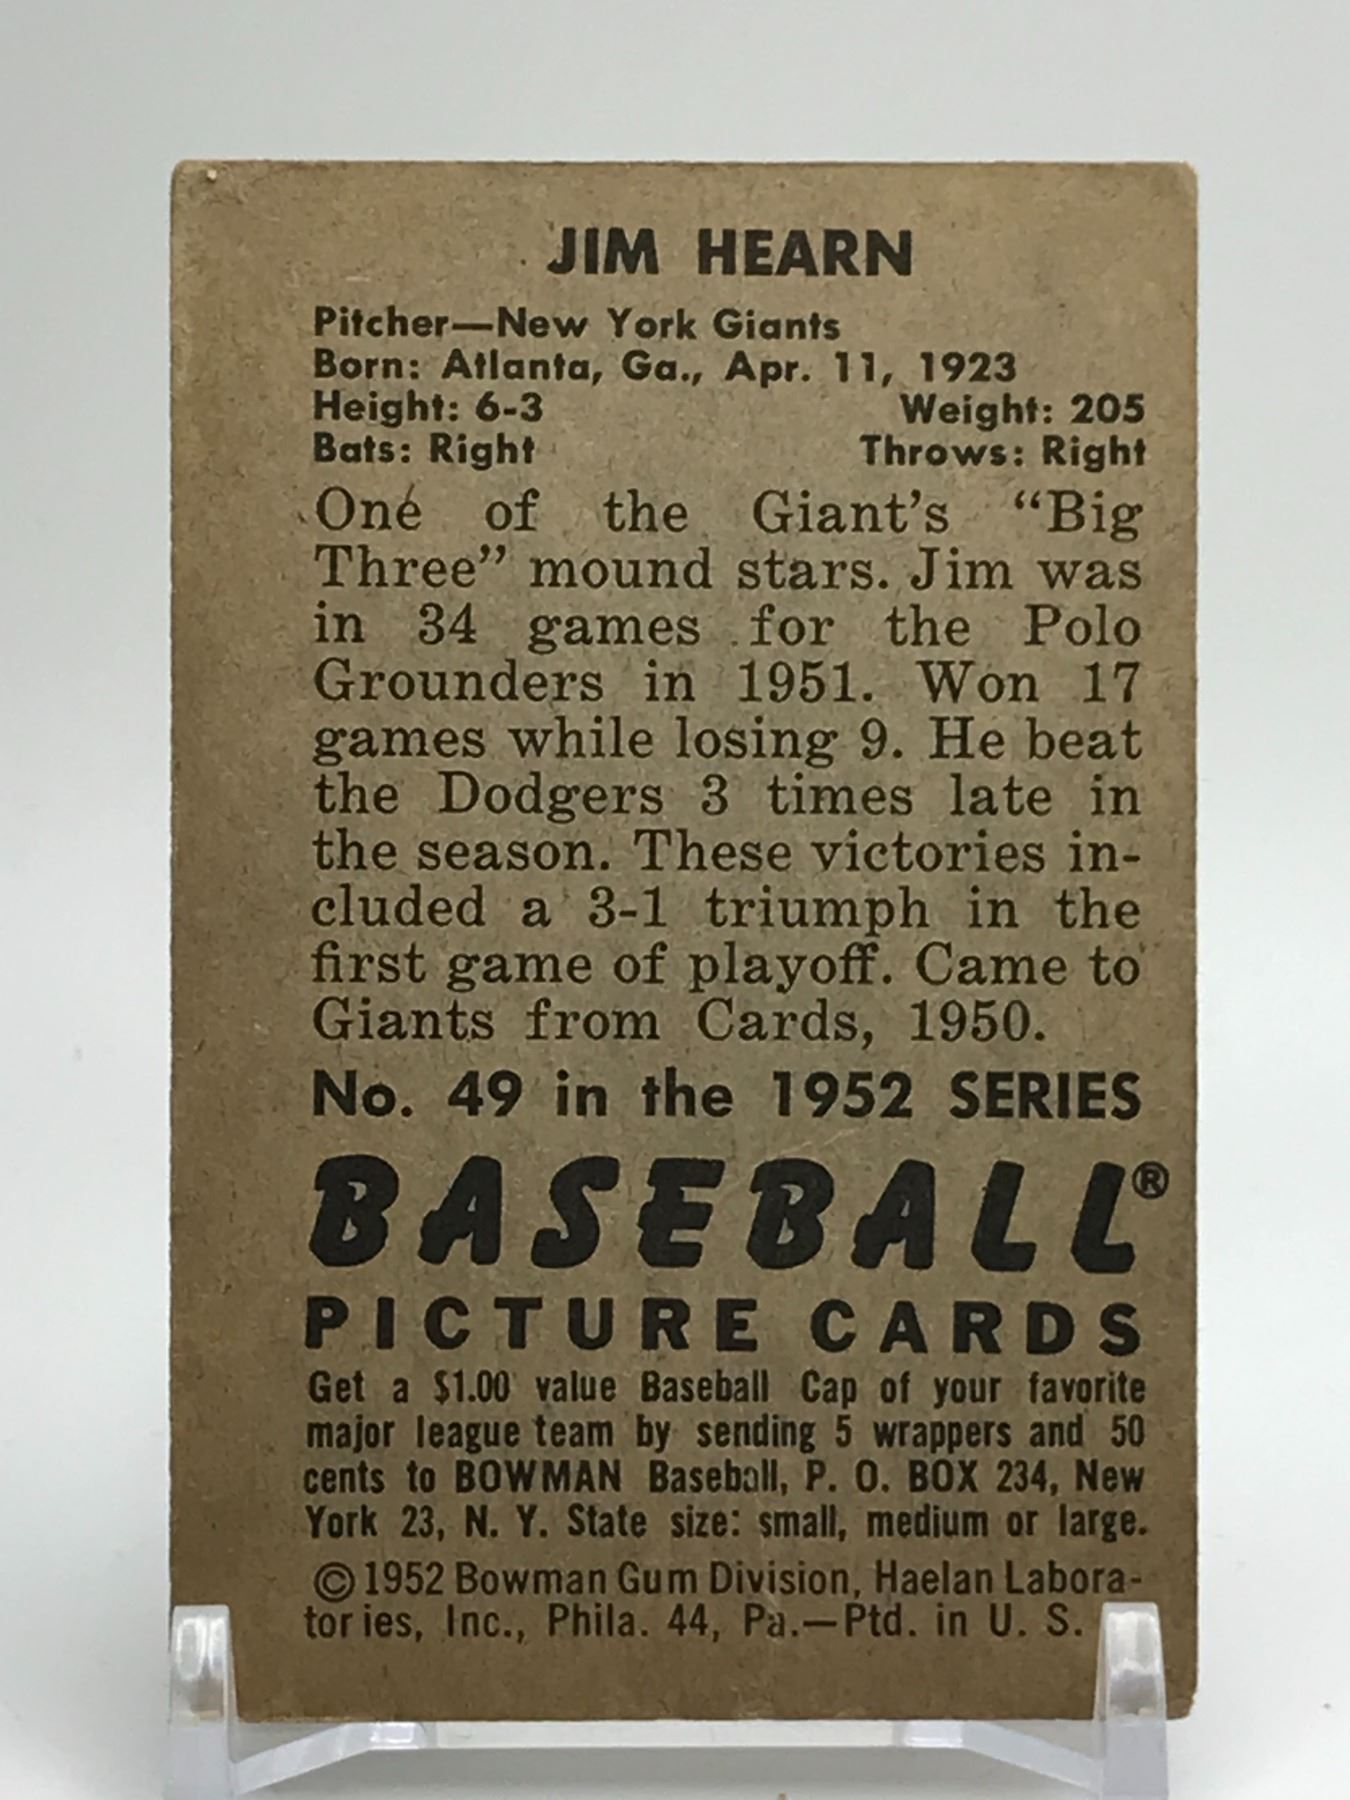 JIM HEARN
Pitcher—New York Giants
Born: Atlanta, Ga., Apr. 11, 1923
Height: 6-3 Weight: 205
Bats: Right Throws: Right
One of the Giant's “Big
Three” mound stars. Jim was
in 34 games for the Polo
Grounders in 1951. Won 17
games while losing 9. He beat
the Dodgers 3 times late in
the season. These victories in-
cluded a 3-1 triumph in the
first game of playoff. Came to
Giants from Cards, 1950.
No. 49 in the 1952 SERIES
BASEBALL®
PICTURE CARDS
Get a $1.00 value Baseball Cap of your favorite
major league team by sending 5 wrappers and 50
cents to BOWMAN Baseball, P. O. BOX 234, New
York 23, N. Y. State size: small, medium or large.
©1952 Bowman Gum Division, Haelan Labora-
tories, Inc., Phila. 44, Pa.—Ptd. in U. S.